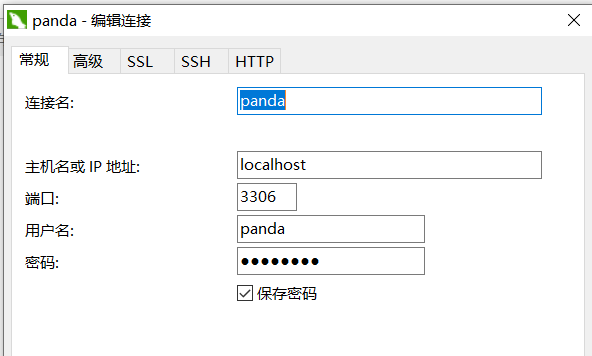 panda - 编辑连接
常规 高级 SSL SSH HTTP
连接名: panda
主机名或 IP 地址: localhost
端口: 3306
用户名: panda
密码: ●●●●●●●●
保存密码